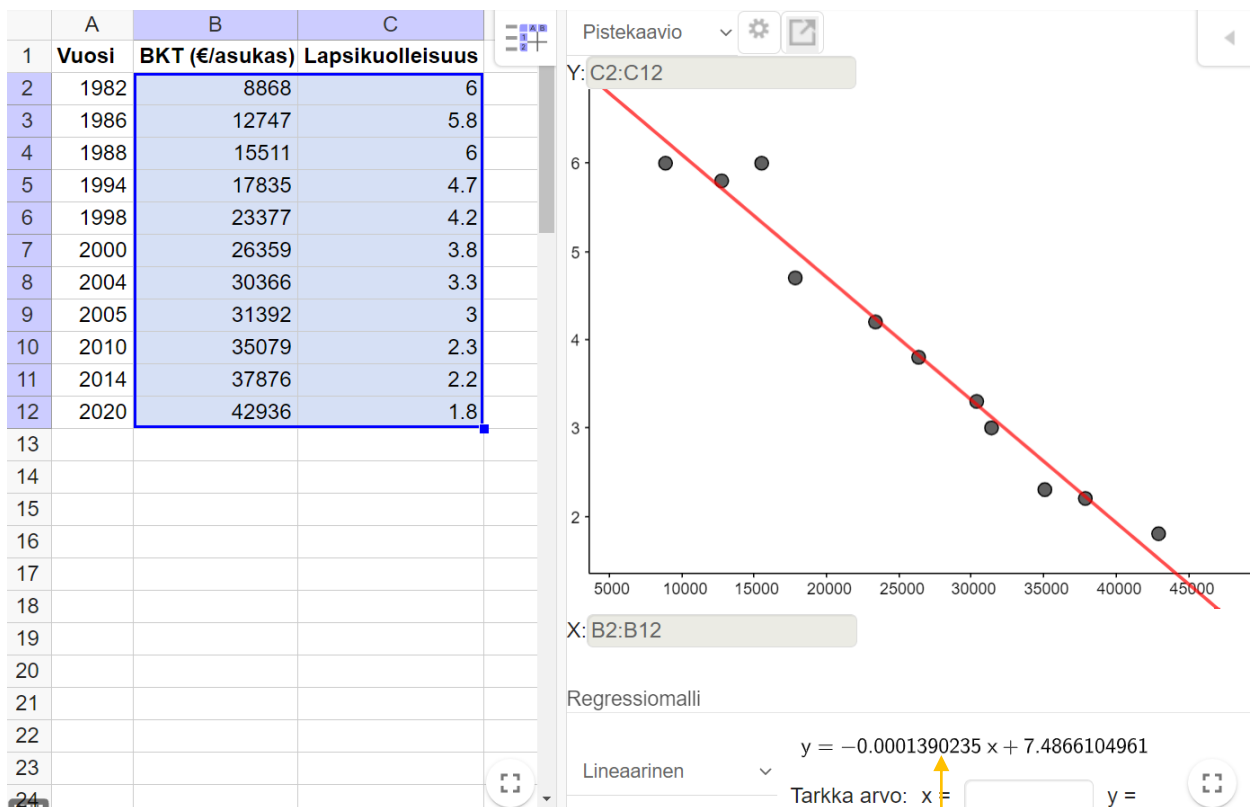 A B C
1 Vuosi BKT (€/asukas) Lapsikuolleisuus
2 1982 8868 6
3 1986 12747 5.8
4 1988 15511 6
5 1994 17835 4.7
6 1998 23377 4.2
7 2000 26359 3.8
8 2004 30366 3.3
9 2005 31392 3
10 2010 35079 2.3
11 2014 37876 2.2
12 2020 42936 1.8
13
14
15
16
17
18
19
20
21
22
23
24
Pistekaavio
Y: C2:C12
6
5
4
3
2
5000 10000 15000 20000 25000 30000 35000 40000 45000
X: B2:B12
Regressiomalli
y = −0.0001390235 x + 7.4866104961
Lineaarinen
Tarkka arvo: x = y =